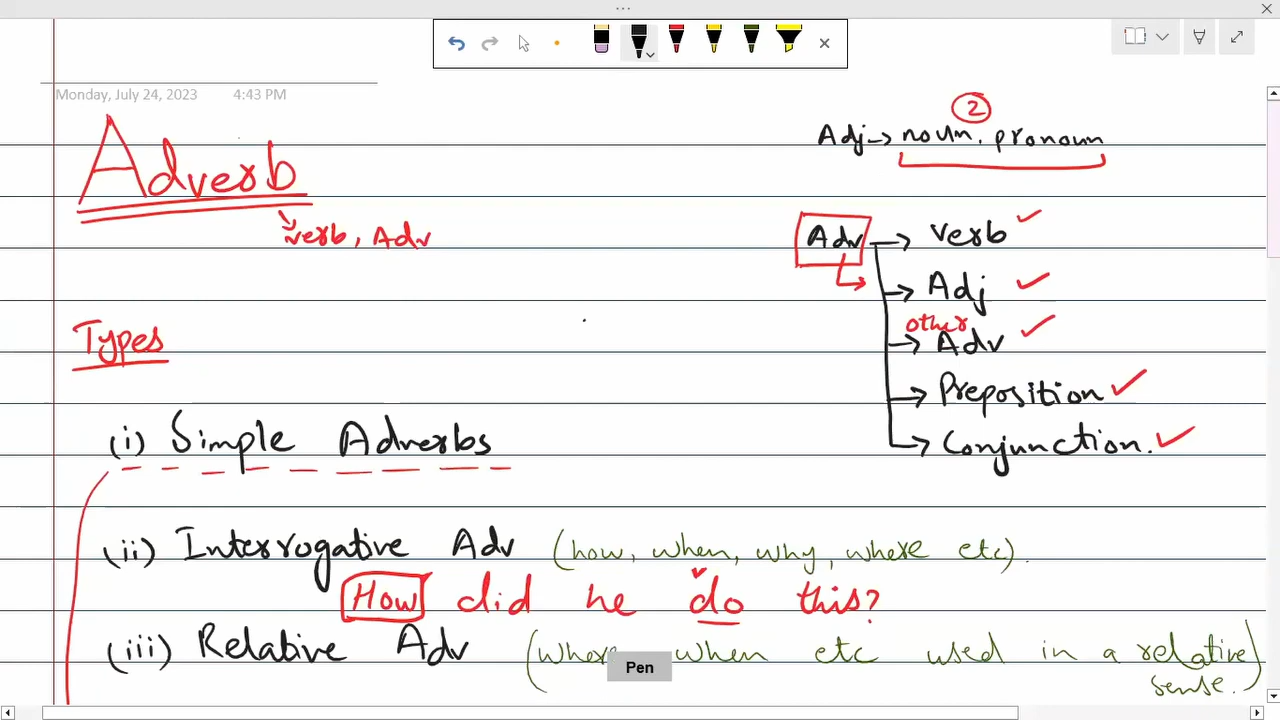 Monday, July 24, 2023 4:43 PM
Adverb
verb, Adv
2
Adj → noun, pronoun
Adv → Verb ✓
→ Adj ✓
other
→ Adv ✓
→ Preposition ✓
→ Conjunction. ✓
Types
(i) Simple Adverbs
(ii) Interrogative Adv (how, when, why, where etc).
How did he do this?
(iii) Relative Adv (where when etc used in a relative
sense.)
Pen